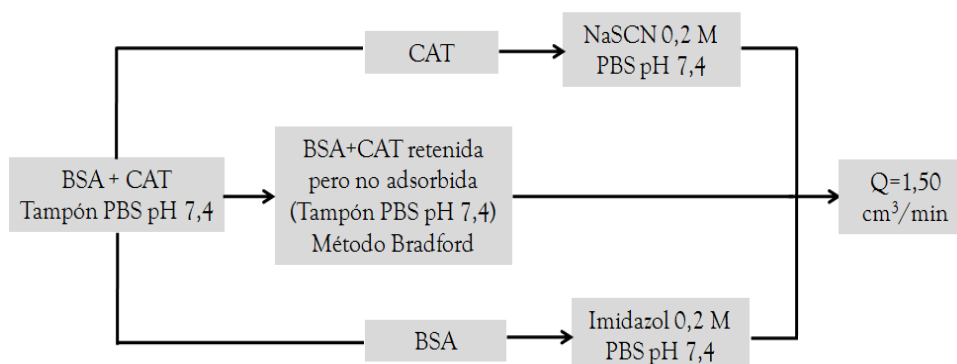 CAT
NaSCN 0,2 M
PBS pH 7,4
BSA + CAT
Tampón PBS pH 7,4
BSA+CAT retenida
pero no adsorbida
(Tampón PBS pH 7,4)
Método Bradford
Q=1,50
cm³/min
BSA
Imidazol 0,2 M
PBS pH 7,4